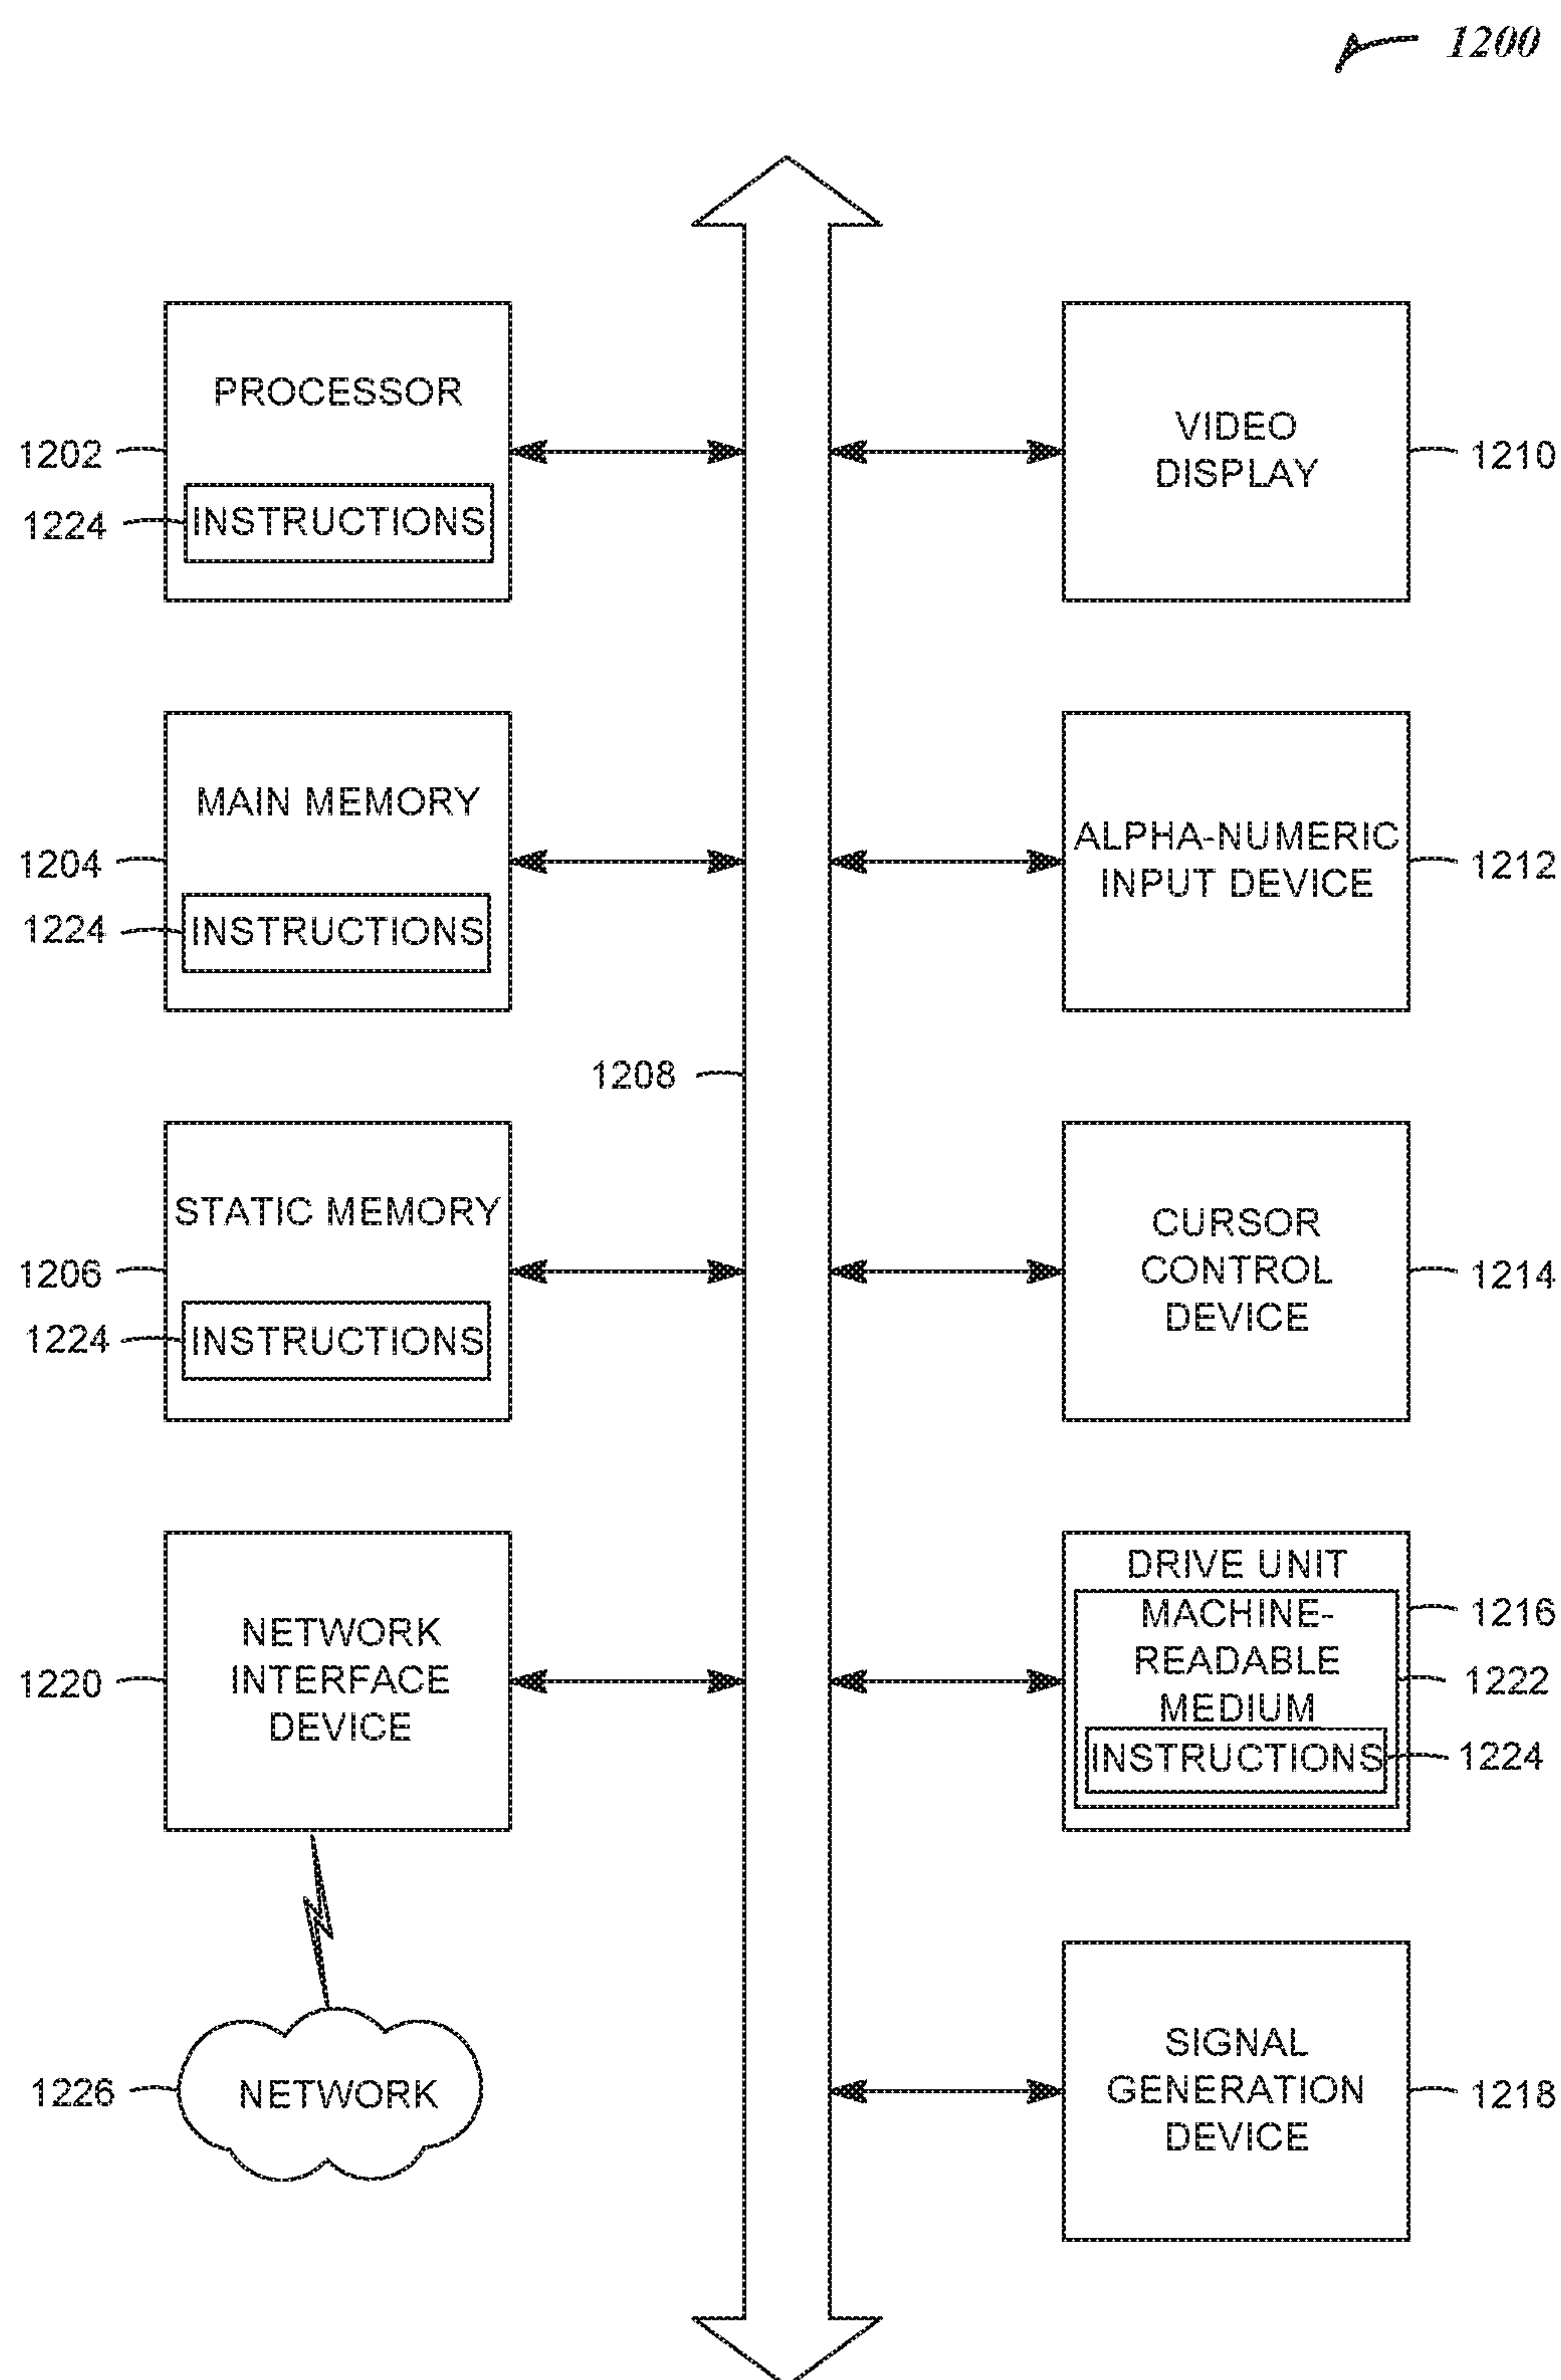 1200
PROCESSOR
1202
1224
INSTRUCTIONS
VIDEO
DISPLAY
1210
MAIN MEMORY
1204
1224
INSTRUCTIONS
ALPHA-NUMERIC
INPUT DEVICE
1212
1208
STATIC MEMORY
1206
1224
INSTRUCTIONS
CURSOR
CONTROL
DEVICE
1214
NETWORK
INTERFACE
DEVICE
1220
DRIVE UNIT
MACHINE-
READABLE
MEDIUM
INSTRUCTIONS
1216
1222
1224
NETWORK
1226
SIGNAL
GENERATION
DEVICE
1218